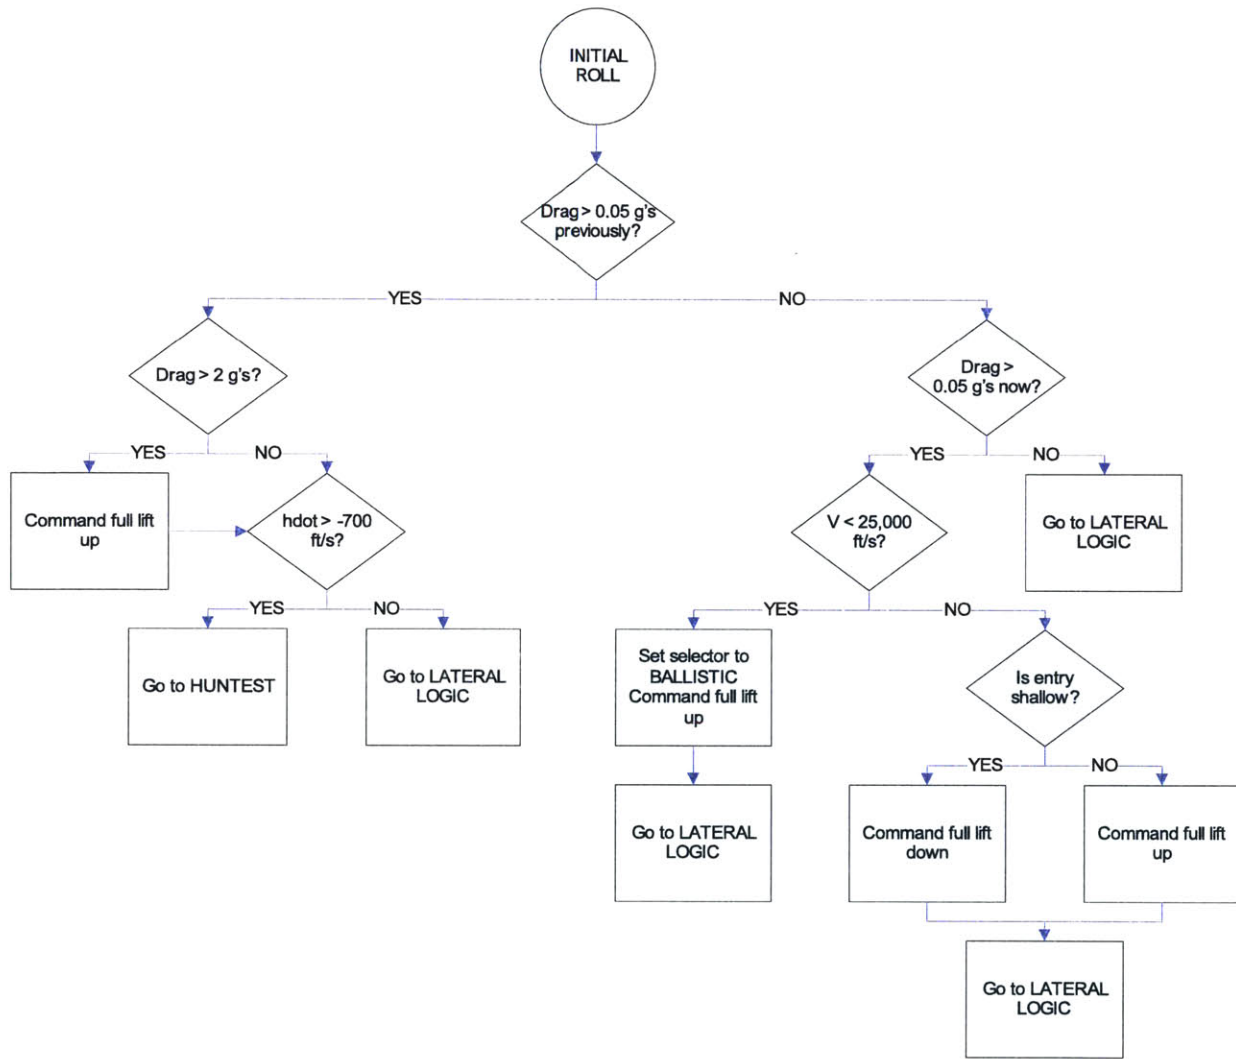 INITIAL
ROLL
Drag > 0.05 g's
previously?
YES
NO
Drag > 2 g's?
Drag >
0.05 g's now?
YES
NO
YES
NO
Command full lift
up
hdot > -700
ft/s?
V < 25,000
ft/s?
Go to LATERAL
LOGIC
YES
NO
YES
NO
Go to HUNTEST
Go to LATERAL
LOGIC
Set selector to
BALLISTIC
Command full lift
up
Is entry
shallow?
YES
NO
Go to LATERAL
LOGIC
Command full lift
down
Command full lift
up
Go to LATERAL
LOGIC